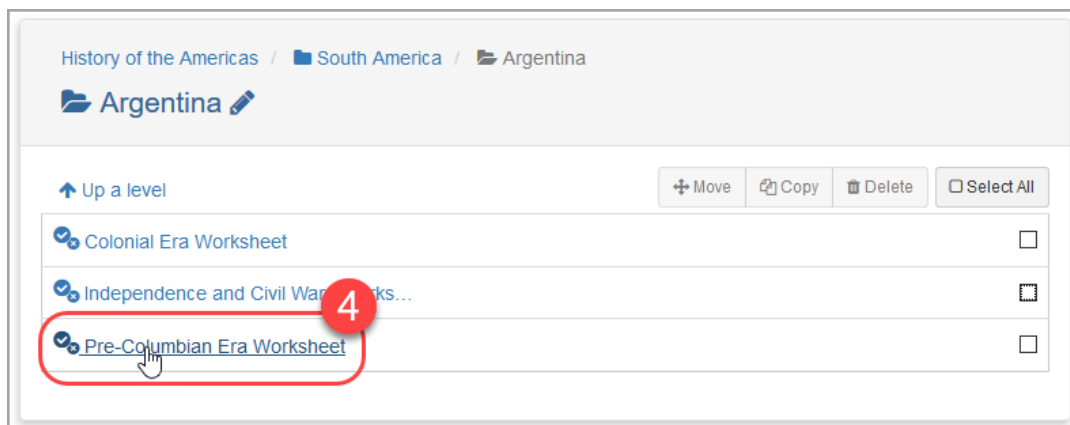 History of the Americas / South America / Argentina
Argentina
Up a level Move Copy Delete Select All
Colonial Era Worksheet
Independence and Civil War rks...
4
Pre-Columbian Era Worksheet